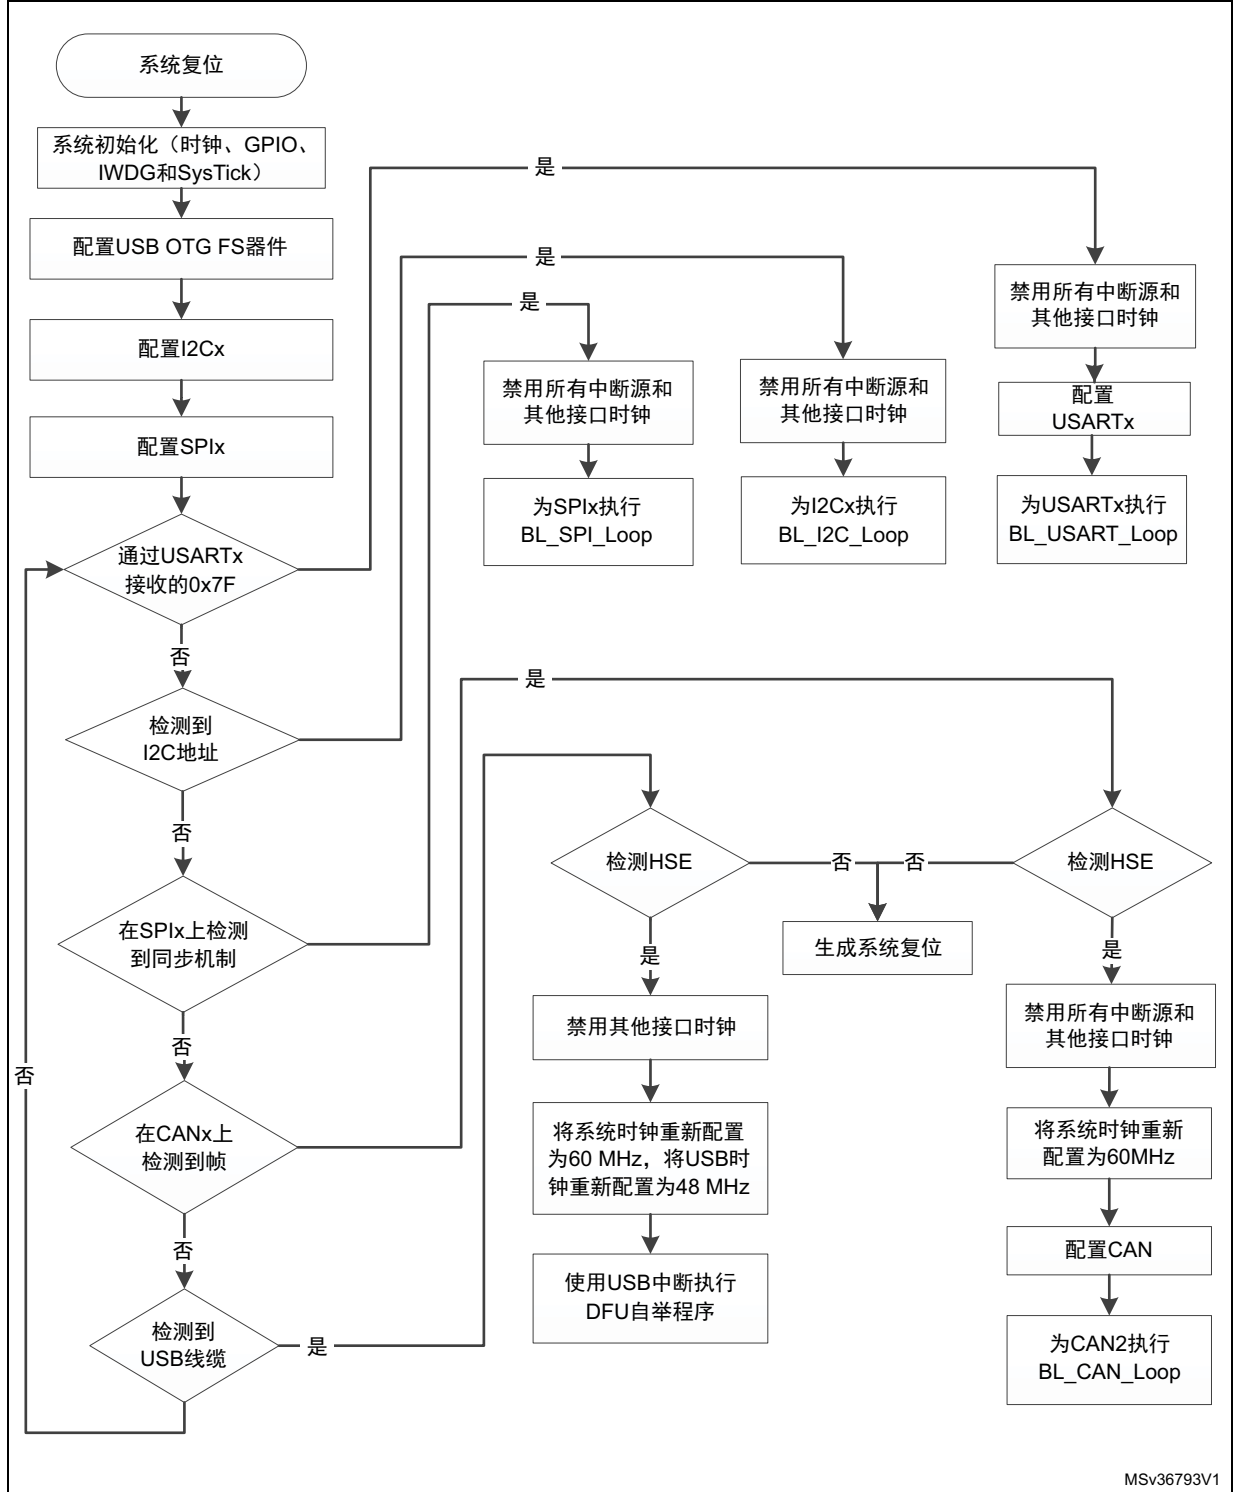 系统复位
系统初始化（时钟、GPIO、
IWDG和SysTick）
配置USB OTG FS器件
配置I2Cx
配置SPIx
通过USARTx
接收的0x7F
否
检测到
I2C地址
否
在SPIx上检测
到同步机制
否
在CANx上
检测到帧
否
检测到
USB线缆
否
是
是
是
是
是
禁用所有中断源和
其他接口时钟
为SPIx执行
BL_SPI_Loop
禁用所有中断源和
其他接口时钟
为I2Cx执行
BL_I2C_Loop
禁用所有中断源和
其他接口时钟
配置
USARTx
为USARTx执行
BL_USART_Loop
检测HSE
否
否
检测HSE
生成系统复位
是
禁用其他接口时钟
将系统时钟重新配置
为60 MHz，将USB时
钟重新配置为48 MHz
使用USB中断执行
DFU自举程序
是
禁用所有中断源和
其他接口时钟
将系统时钟重新
配置为60MHz
配置CAN
为CAN2执行
BL_CAN_Loop
MSv36793V1